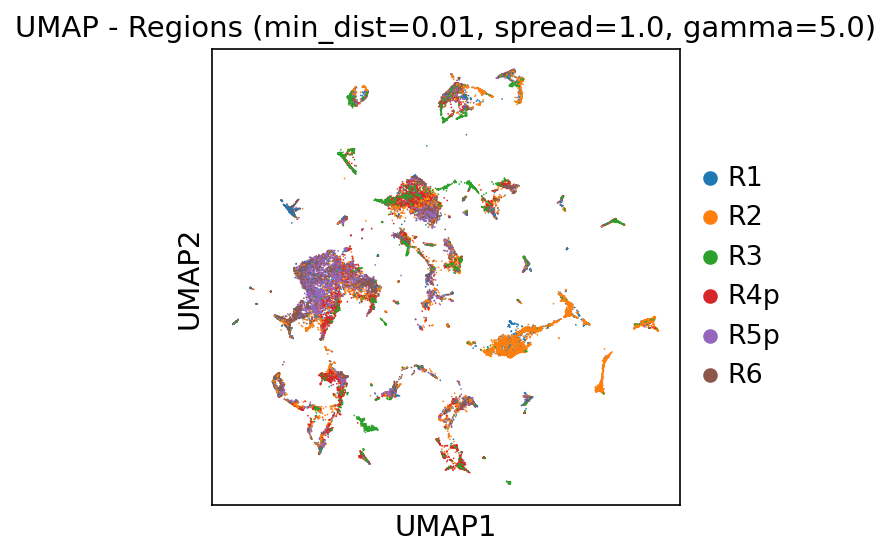 UMAP - Regions (min_dist=0.01, spread=1.0, gamma=5.0)
UMAP2
R1
R2
R3
R4p
R5p
R6
UMAP1